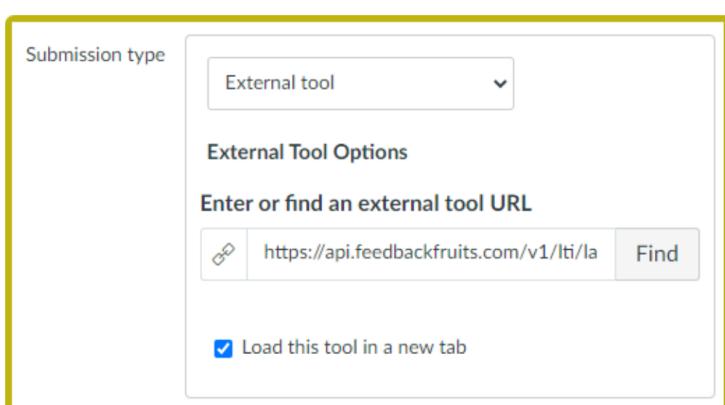 Submission type
External tool
External Tool Options
Enter or find an external tool URL
https://api.feedbackfruits.com/v1/lti/la
Find
Load this tool in a new tab